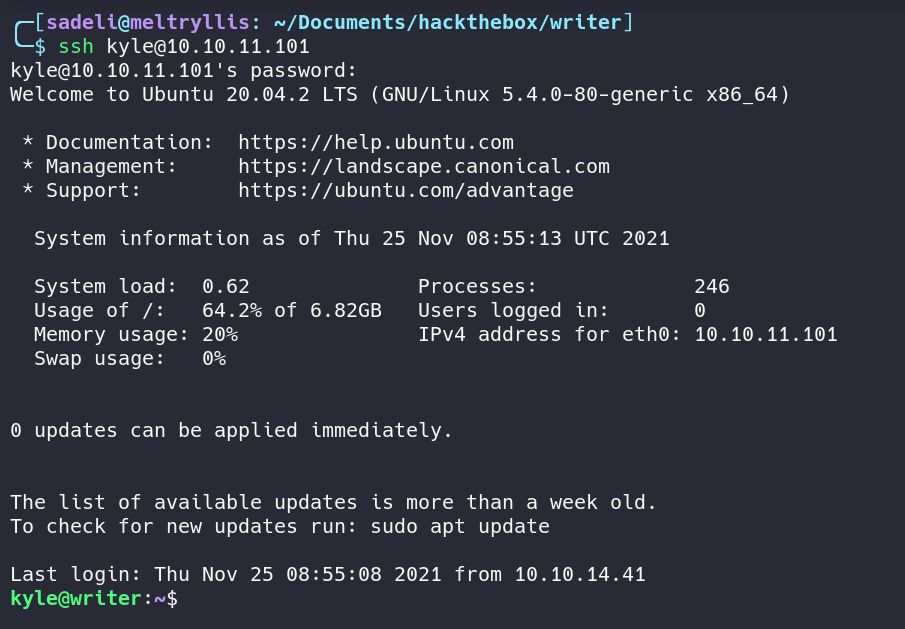 [sadeli@meltryllis: ~/Documents/hackthebox/writer]
$ ssh kyle@10.10.11.101
kyle@10.10.11.101's password:
Welcome to Ubuntu 20.04.2 LTS (GNU/Linux 5.4.0-80-generic x86_64)
* Documentation:  https://help.ubuntu.com
* Management:     https://landscape.canonical.com
* Support:        https://ubuntu.com/advantage
System information as of Thu 25 Nov 08:55:13 UTC 2021
System load:  0.62              Processes:             246
Usage of /:   64.2% of 6.82GB   Users logged in:       0
Memory usage: 20%               IPv4 address for eth0: 10.10.11.101
Swap usage:   0%
0 updates can be applied immediately.
The list of available updates is more than a week old.
To check for new updates run: sudo apt update
Last login: Thu Nov 25 08:55:08 2021 from 10.10.14.41
kyle@writer:~$